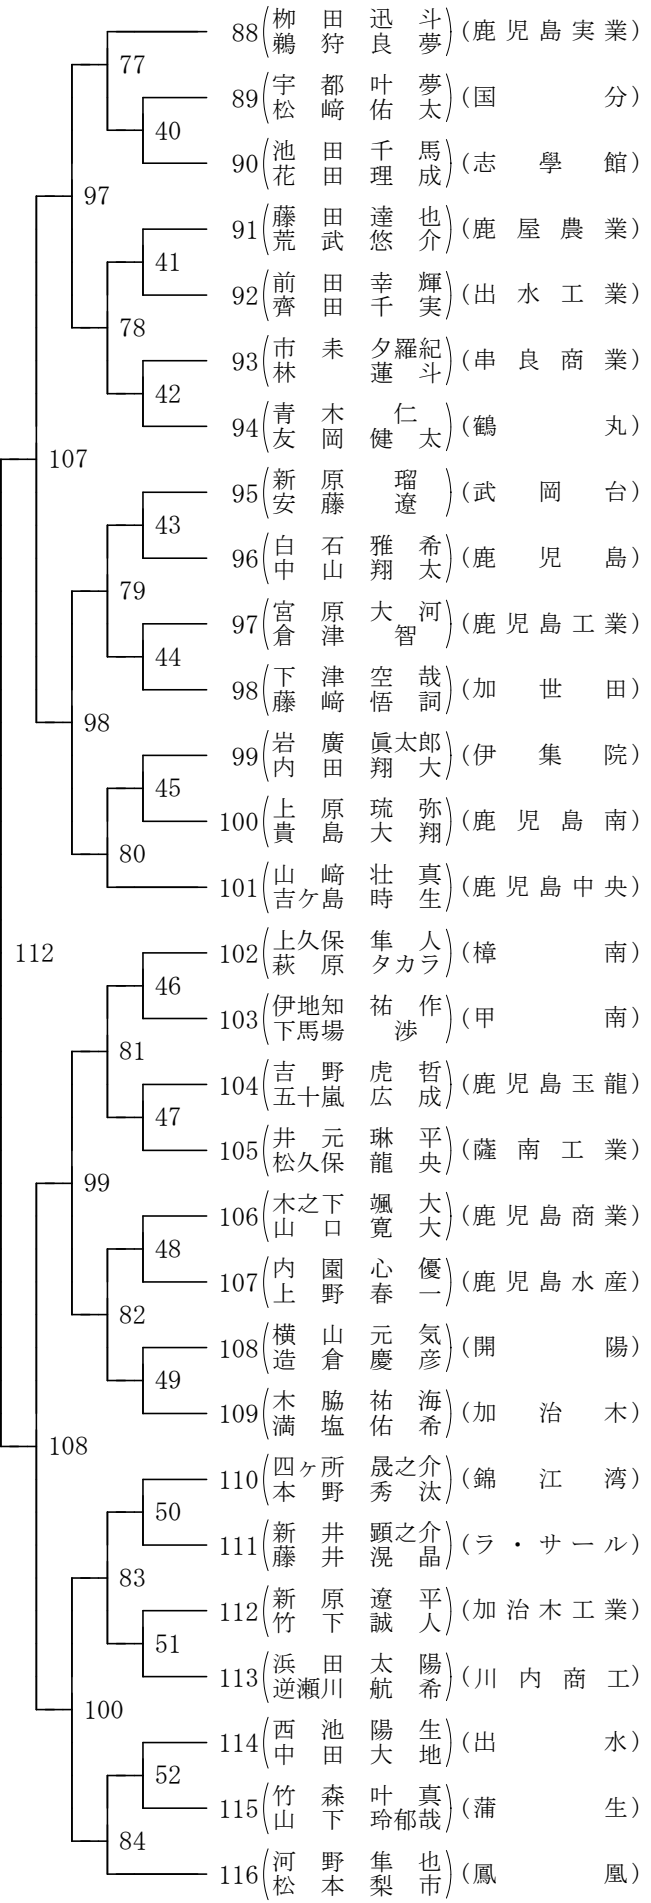 88 柳田迅斗 (鹿児島実業)
鵜狩良夢
77
89 宇都叶夢 (国分)
松﨑佑太
40
90 池田千馬 (志學館)
花田理成
97
91 藤田達也 (鹿屋農業)
荒武悠介
41
92 前田幸輝 (出水工業)
齊田千実
78
93 市耒夕羅紀 (串良商業)
林蓮斗
42
94 青木仁 (鶴丸)
友岡健太
107
95 新原瑠 (武岡台)
安藤遼
43
96 白石雅希 (鹿児島)
中山翔太
79
97 宮原大河 (鹿児島工業)
倉津智
44
98 下津空哉 (加世田)
藤﨑悟詞
98
99 岩廣眞太郎 (伊集院)
内田翔大
45
100 上原琉弥 (鹿児島南)
貴島大翔
80
101 山﨑壮真 (鹿児島中央)
吉ケ島時生
112
102 上久保隼人 (樟南)
萩原タカラ
46
103 伊地知祐作 (甲南)
下馬場渉
81
104 吉野虎哲 (鹿児島玉龍)
五十嵐広成
47
105 井元琳平 (薩南工業)
松久保龍央
99
106 木之下颯大 (鹿児島商業)
山口寛大
48
107 内園心優 (鹿児島水産)
上野春一
82
108 横山元気 (開陽)
造倉慶彦
49
109 木脇祐海 (加治木)
満塩佑希
108
110 四ヶ所晟之介 (錦江湾)
本野秀汰
50
111 新井顕之介 (ラ・サール)
藤井滉晶
83
112 新原遼平 (加治木工業)
竹下誠人
51
113 浜田太陽 (川内商工)
逆瀬川航希
100
114 西池陽生 (出水)
中田大地
52
115 竹森叶真 (蒲生)
山下玲郁哉
84
116 河野隼也 (鳳凰)
松本梨市